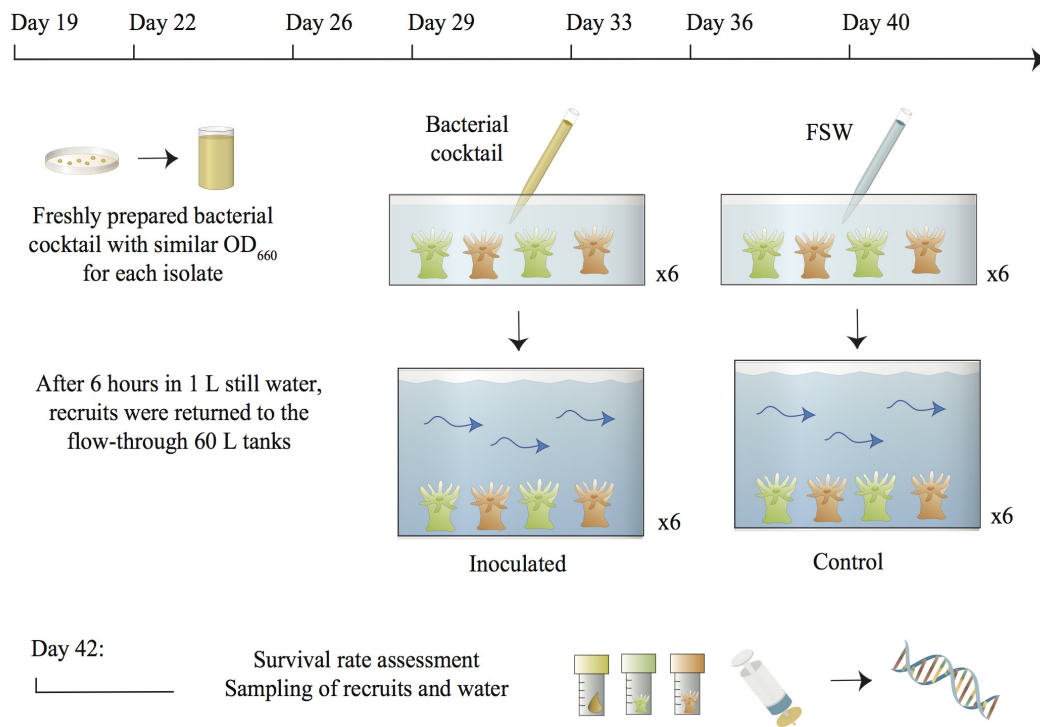 Day 19 Day 22 Day 26 Day 29 Day 33 Day 36 Day 40
Bacterial
cocktail
FSW
Freshly prepared bacterial
cocktail with similar OD660
for each isolate
x6
x6
After 6 hours in 1 L still water,
recruits were returned to the
flow-through 60 L tanks
x6
x6
Inoculated
Control
Day 42:
Survival rate assessment
Sampling of recruits and water